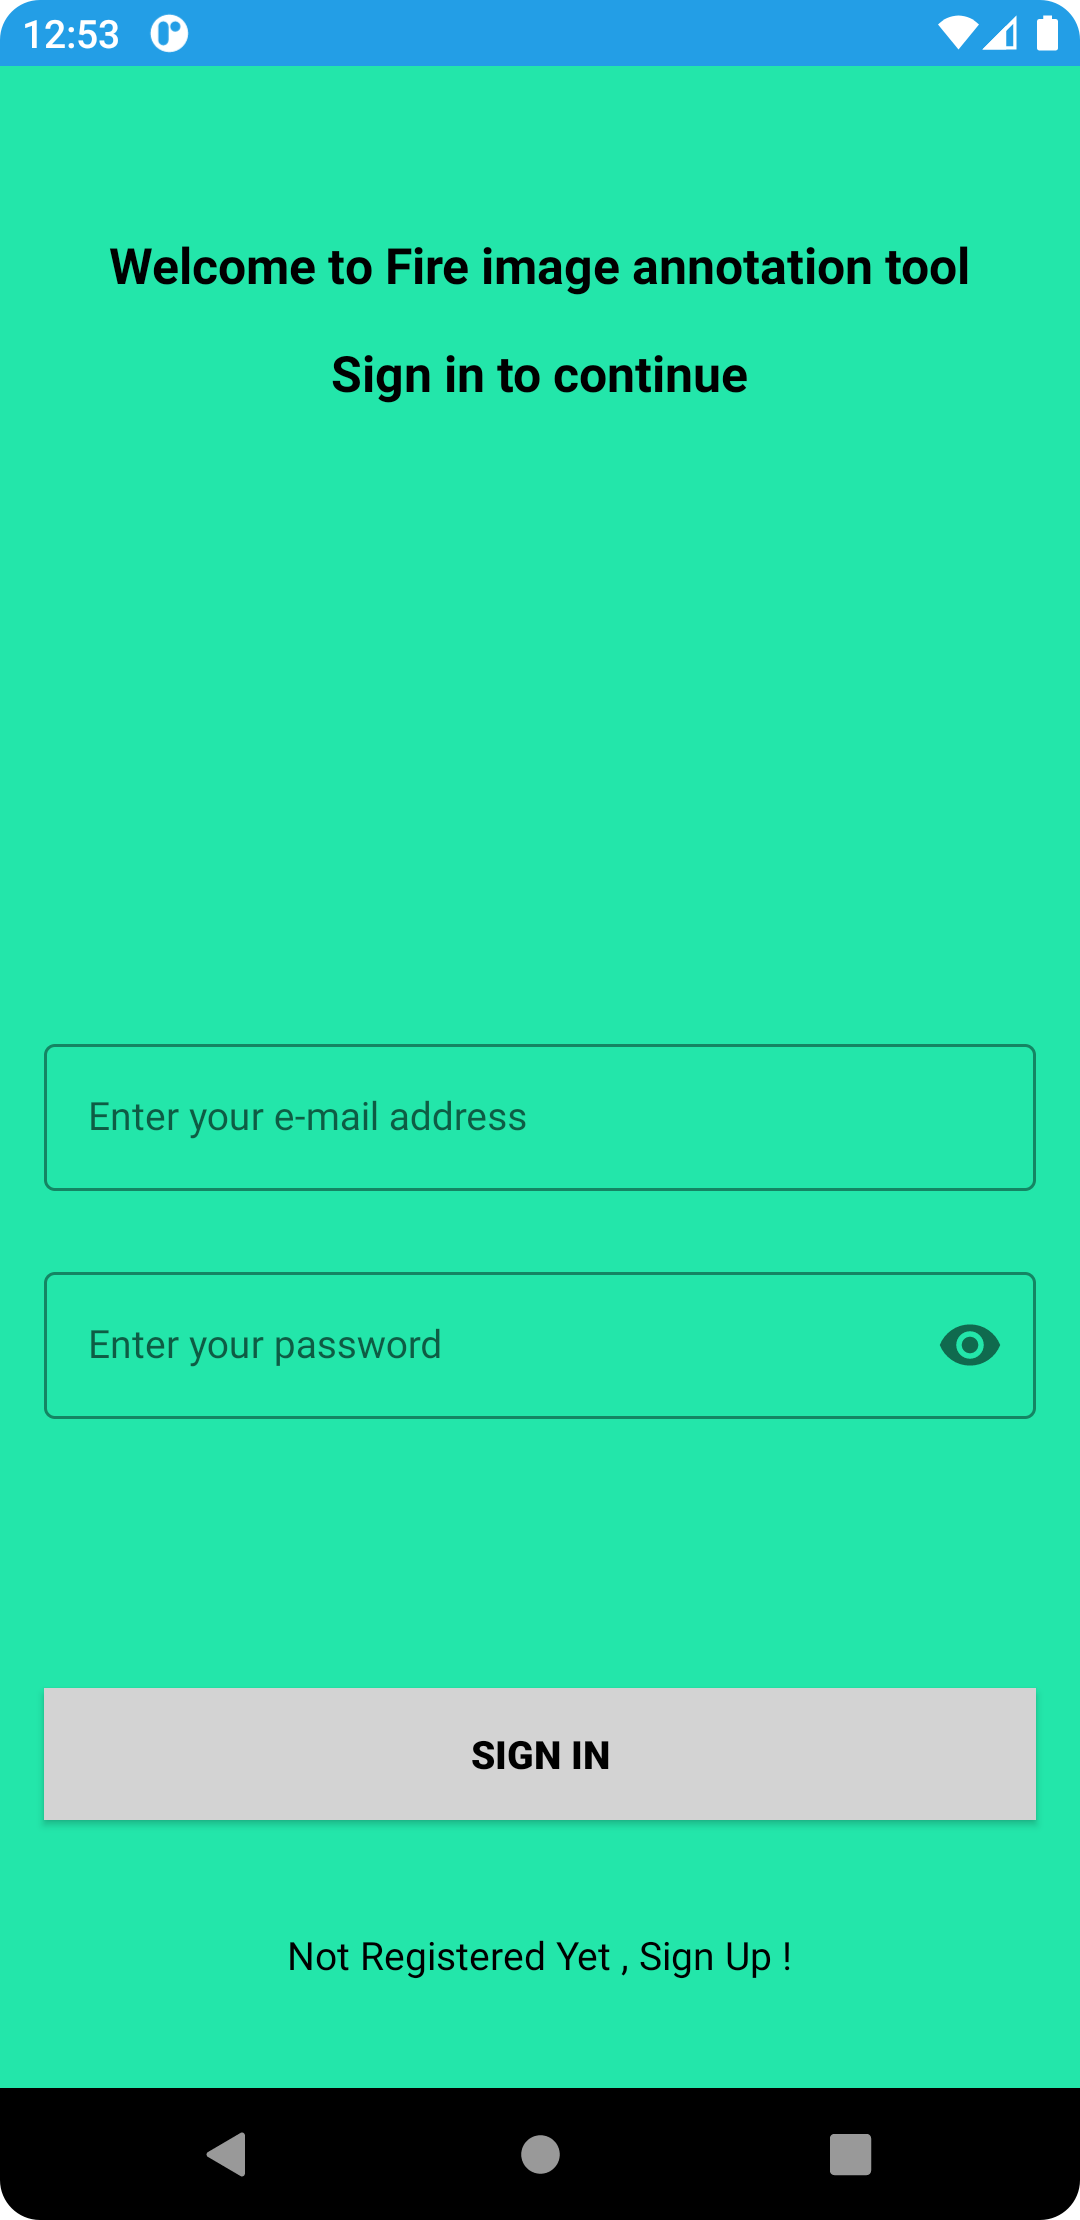 12:53
Welcome to Fire image annotation tool
Sign in to continue
Enter your e-mail address
Enter your password
SIGN IN
Not Registered Yet , Sign Up !